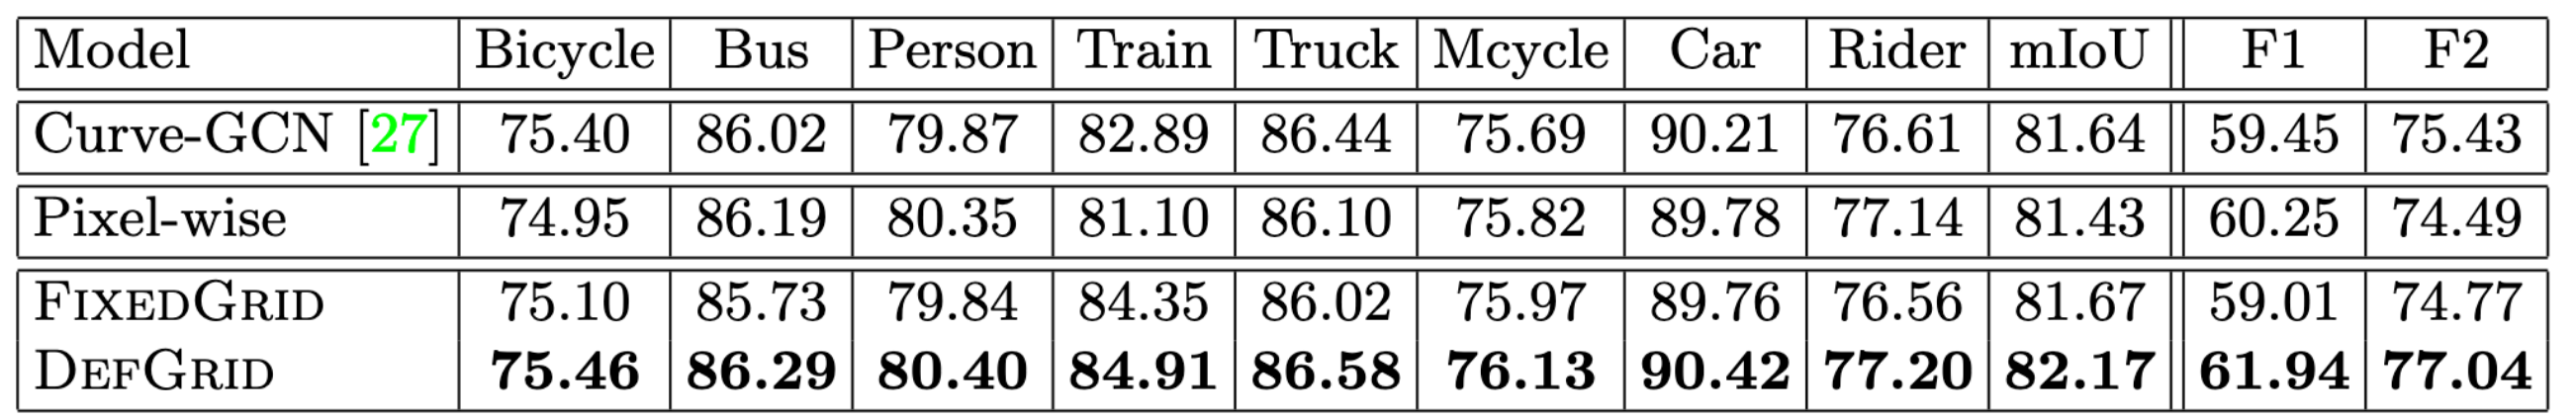 Model Bicycle Bus Person Train Truck Mcycle Car Rider mIoU F1 F2
Curve-GCN [27] 75.40 86.02 79.87 82.89 86.44 75.69 90.21 76.61 81.64 59.45 75.43
Pixel-wise 74.95 86.19 80.35 81.10 86.10 75.82 89.78 77.14 81.43 60.25 74.49
FIXEDGRID 75.10 85.73 79.84 84.35 86.02 75.97 89.76 76.56 81.67 59.01 74.77
DEFGRID 75.46 86.29 80.40 84.91 86.58 76.13 90.42 77.20 82.17 61.94 77.04